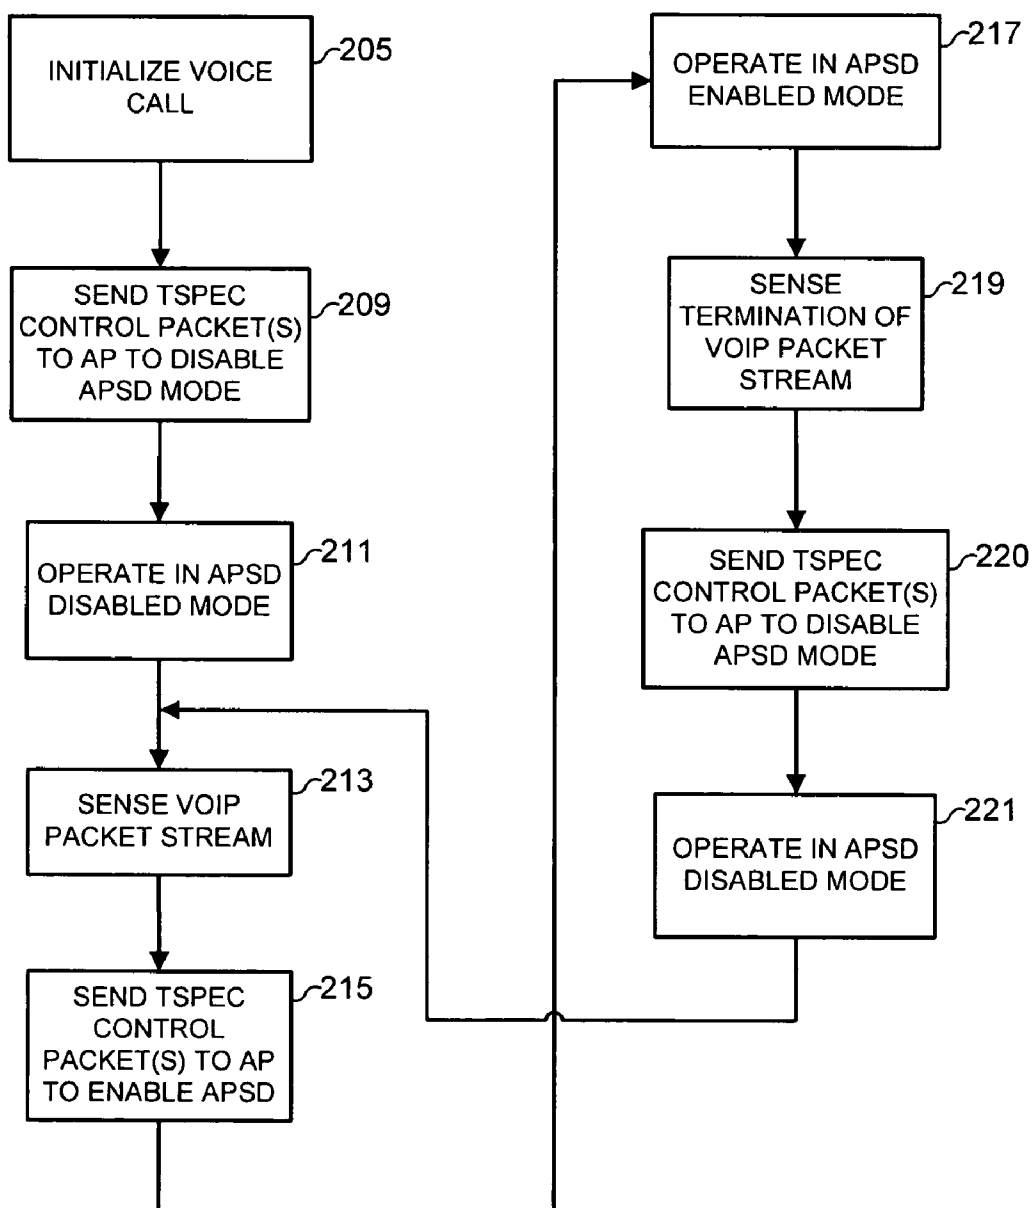 INITIALIZE VOICE
CALL
205
SEND TSPEC
CONTROL PACKET(S)
TO AP TO DISABLE
APSD MODE
209
OPERATE IN APSD
DISABLED MODE
211
SENSE VOIP
PACKET STREAM
213
SEND TSPEC
CONTROL
PACKET(S) TO AP
TO ENABLE APSD
215
OPERATE IN APSD
ENABLED MODE
217
SENSE
TERMINATION OF
VOIP PACKET
STREAM
219
SEND TSPEC
CONTROL PACKET(S)
TO AP TO DISABLE
APSD MODE
220
OPERATE IN APSD
DISABLED MODE
221